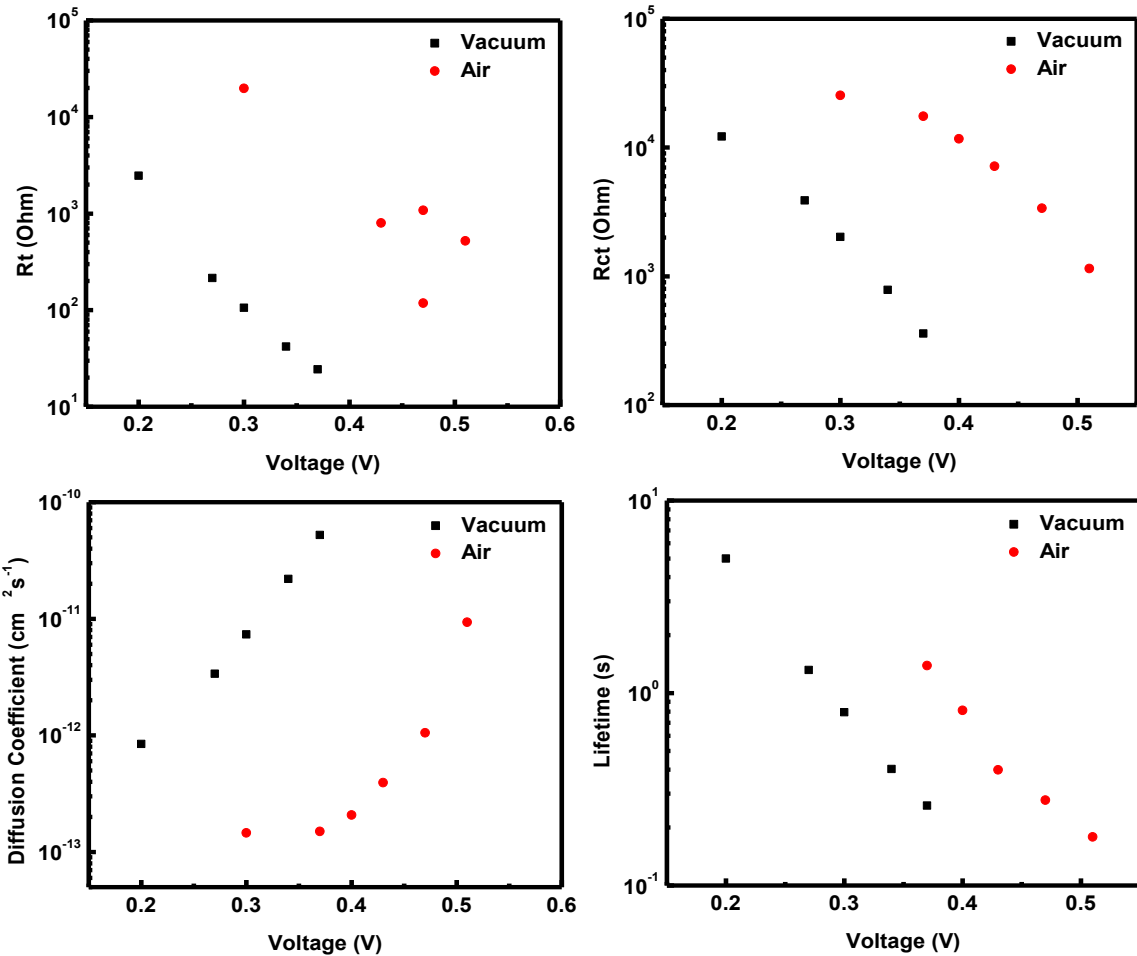 10^5
10^4
10^3
10^2
10^1
Rt (Ohm)
Vacuum
Air
0.2 0.3 0.4 0.5 0.6
Voltage (V)
10^5
10^4
10^3
10^2
Rct (Ohm)
Vacuum
Air
0.2 0.3 0.4 0.5
Voltage (V)
10^-10
10^-11
10^-12
10^-13
Diffusion Coefficient (cm^2 s^-1)
Vacuum
Air
0.2 0.3 0.4 0.5 0.6
Voltage (V)
10^1
10^0
10^-1
Lifetime (s)
Vacuum
Air
0.2 0.3 0.4 0.5
Voltage (V)